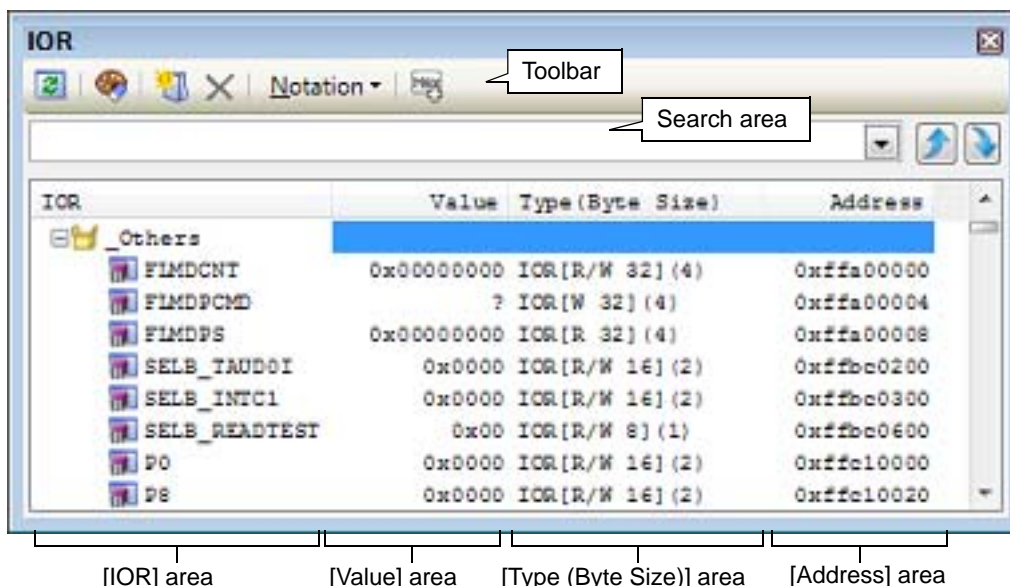 IOR
Notation
Toolbar
Search area
IOR Value Type(Byte Size) Address
_Others
FLMDCNT 0x00000000 IOR[R/W 32](4) 0xffa00000
FLMDPCMD ? IOR[W 32](4) 0xffa00004
FLMDPS 0x00000000 IOR[R 32](4) 0xffa00008
SELB_TAUD0I 0x0000 IOR[R/W 16](2) 0xffbc0200
SELB_INTC1 0x0000 IOR[R/W 16](2) 0xffbc0300
SELB_READTEST 0x00 IOR[R/W 8](1) 0xffbc0600
P0 0x0000 IOR[R/W 16](2) 0xffc10000
P8 0x0000 IOR[R/W 16](2) 0xffc10020
[IOR] area [Value] area [Type (Byte Size)] area [Address] area